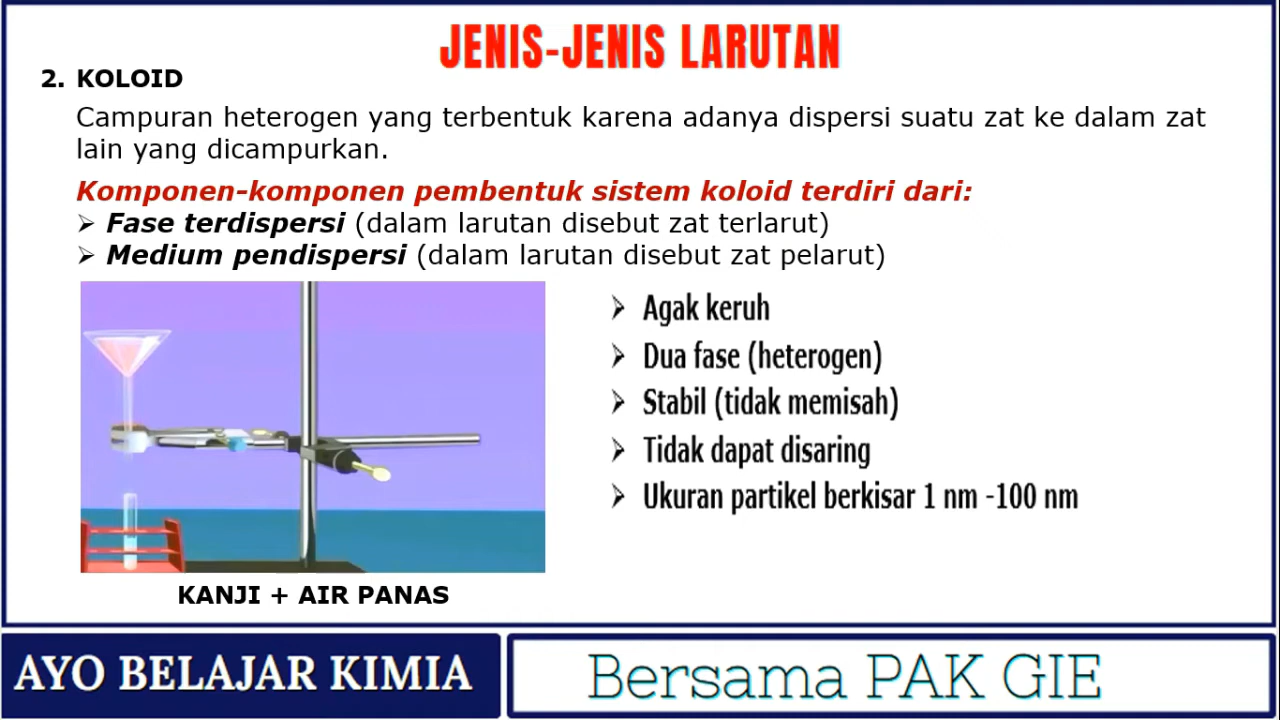 JENIS-JENIS LARUTAN
2. KOLOID
Campuran heterogen yang terbentuk karena adanya dispersi suatu zat ke dalam zat
lain yang dicampurkan.
Komponen-komponen pembentuk sistem koloid terdiri dari:
➢ Fase terdispersi (dalam larutan disebut zat terlarut)
➢ Medium pendispersi (dalam larutan disebut zat pelarut)
➢ Agak keruh
➢ Dua fase (heterogen)
➢ Stabil (tidak memisah)
➢ Tidak dapat disaring
➢ Ukuran partikel berkisar 1 nm -100 nm
KANJI + AIR PANAS
AYO BELAJAR KIMIA
Bersama PAK GIE